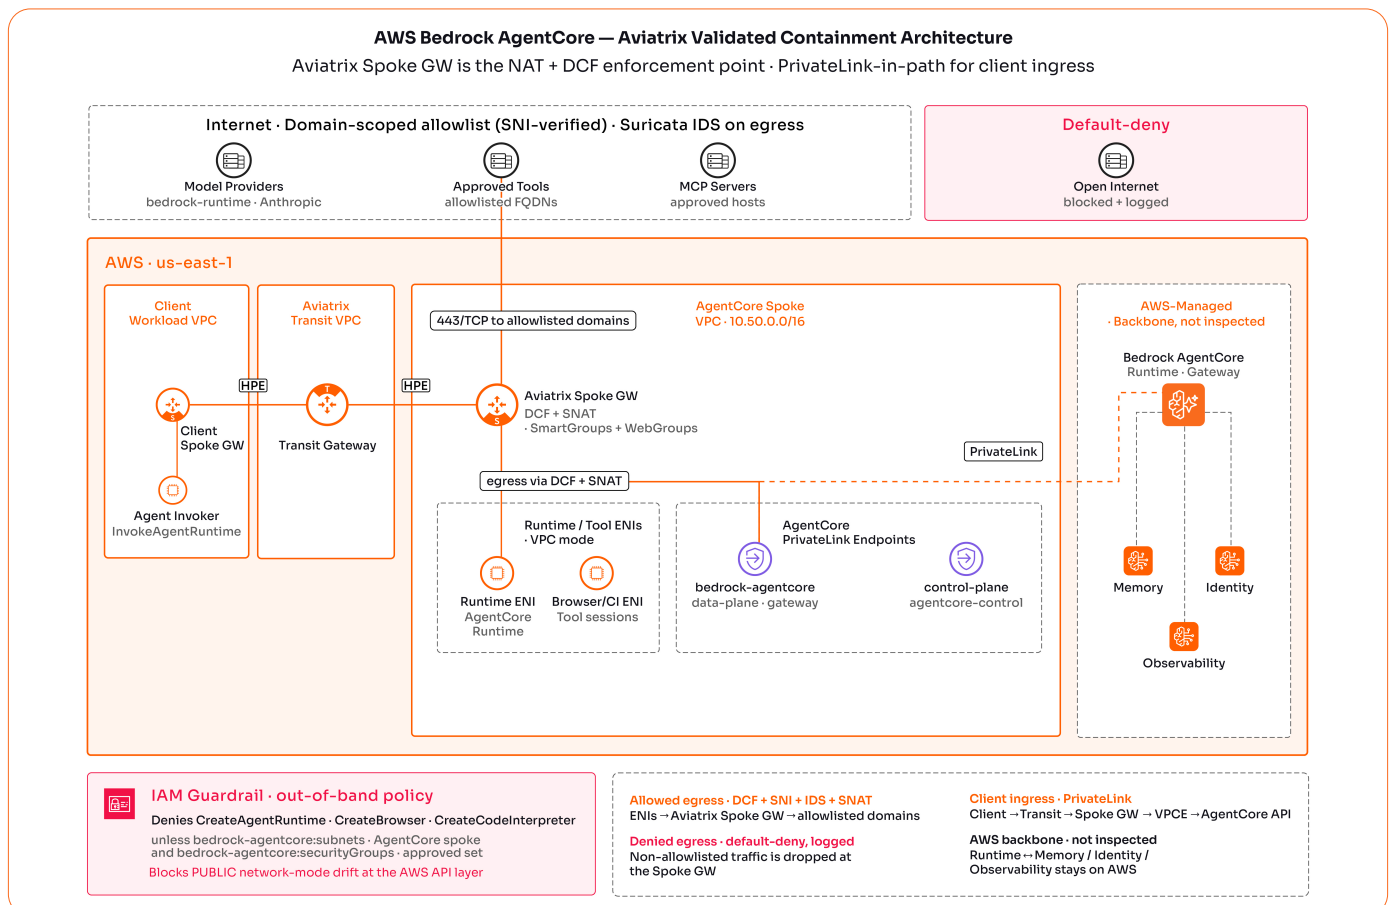 AWS Bedrock AgentCore — Aviatrix Validated Containment Architecture
Aviatrix Spoke GW is the NAT + DCF enforcement point · PrivateLink-in-path for client ingress
Internet · Domain-scoped allowlist (SNI-verified) · Suricata IDS on egress
Model Providers
bedrock-runtime · Anthropic
Approved Tools
allowlisted FQDNs
MCP Servers
approved hosts
Default-deny
Open Internet
blocked + logged
AWS · us-east-1
Client
Workload VPC
HPE
S
Client
Spoke GW
Agent Invoker
InvokeAgentRuntime
Aviatrix
Transit VPC
T
Transit Gateway
HPE
AgentCore Spoke
VPC · 10.50.0.0/16
443/TCP to allowlisted domains
S
Aviatrix Spoke GW
DCF + SNAT
· SmartGroups + WebGroups
PrivateLink
egress via DCF + SNAT
Runtime / Tool ENIs
· VPC mode
Runtime ENI
AgentCore
Runtime
Browser/CI ENI
Tool sessions
AgentCore
PrivateLink Endpoints
bedrock-agentcore
data-plane · gateway
control-plane
agentcore-control
AWS-Managed
· Backbone, not inspected
Bedrock AgentCore
Runtime · Gateway
Memory
Identity
Observability
IAM Guardrail · out-of-band policy
Denies CreateAgentRuntime · CreateBrowser · CreateCodeInterpreter
unless bedrock-agentcore:subnets · AgentCore spoke
and bedrock-agentcore:securityGroups · approved set
Blocks PUBLIC network-mode drift at the AWS API layer
Allowed egress · DCF + SNI + IDS + SNAT
ENIs → Aviatrix Spoke GW → allowlisted domains
Denied egress · default-deny, logged
Non-allowlisted traffic is dropped at
the Spoke GW
Client ingress · PrivateLink
Client → Transit → Spoke GW → VPCE → AgentCore API
AWS backbone · not inspected
Runtime ↔ Memory / Identity /
Observability stays on AWS